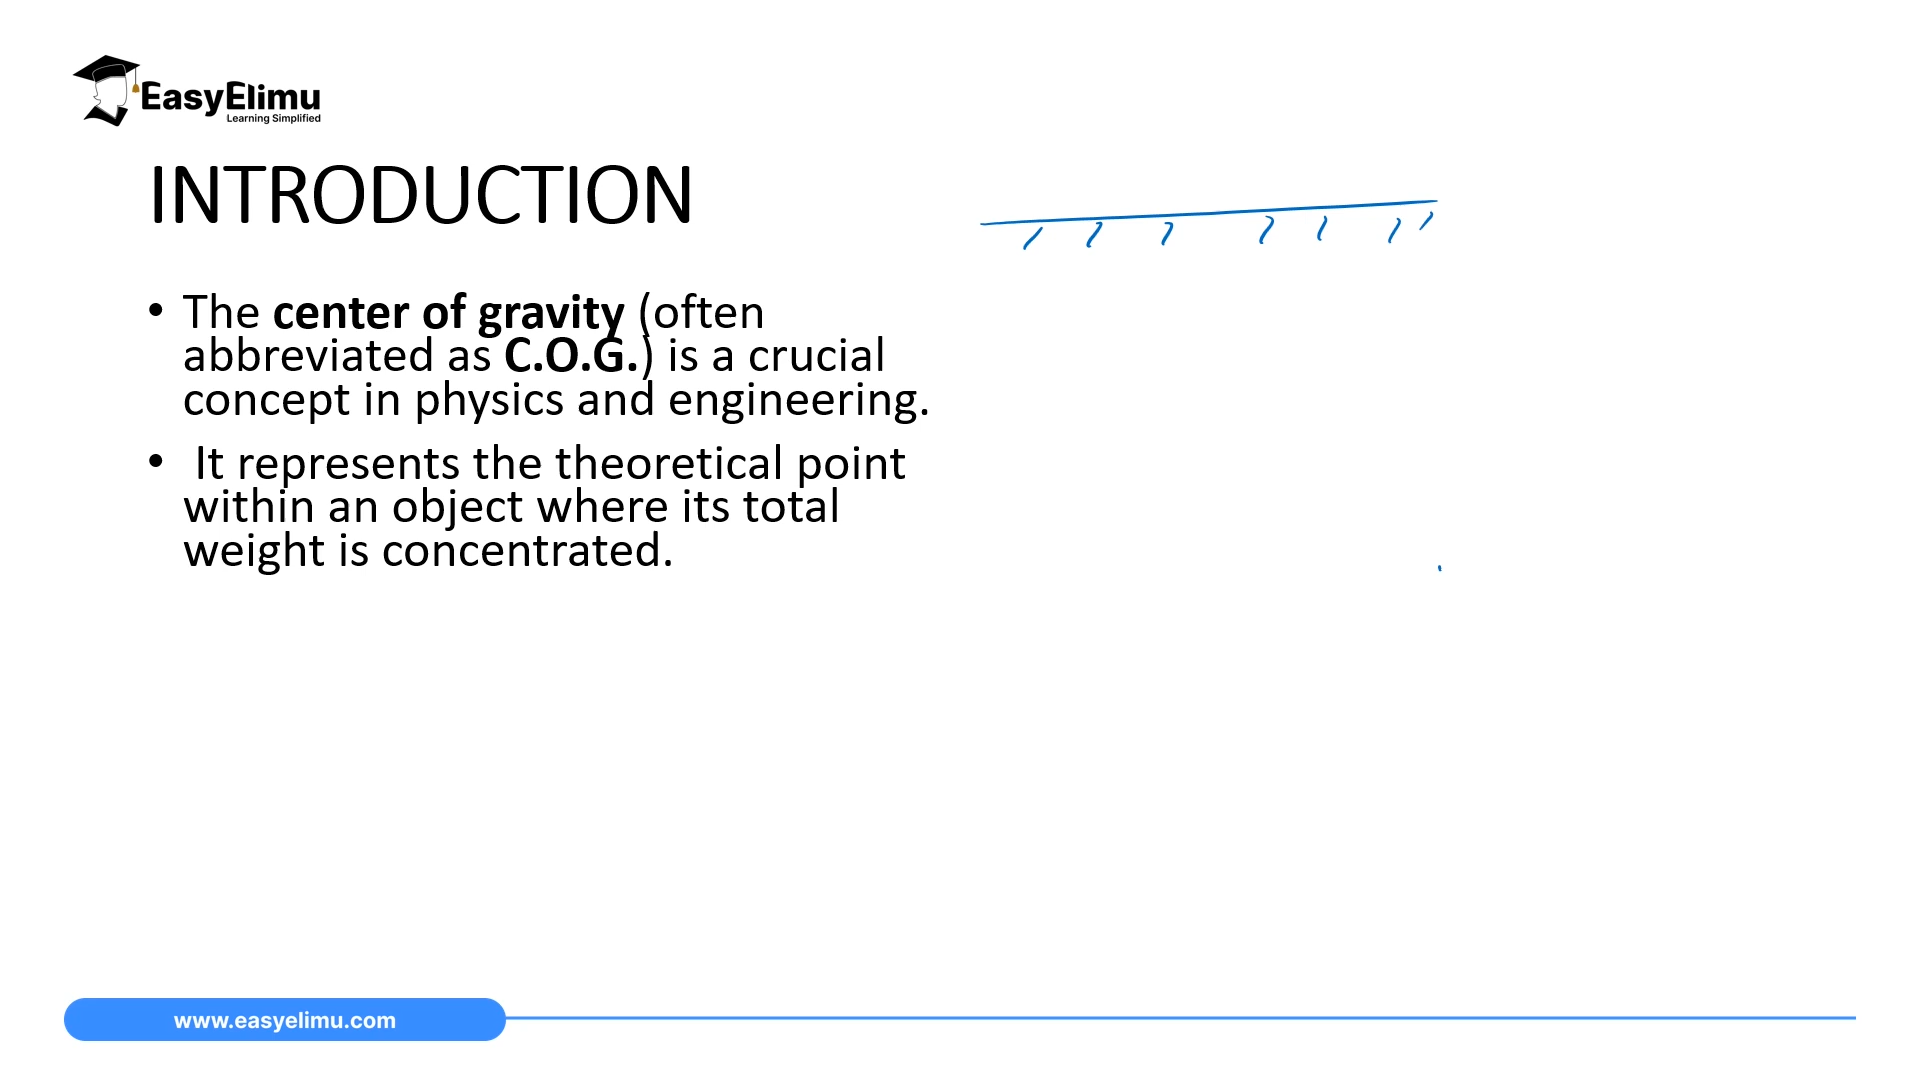 EasyElimu
Learning Simplified
INTRODUCTION
• The center of gravity (often
abbreviated as C.O.G.) is a crucial
concept in physics and engineering.
• It represents the theoretical point
within an object where its total
weight is concentrated.
www.easyelimu.com